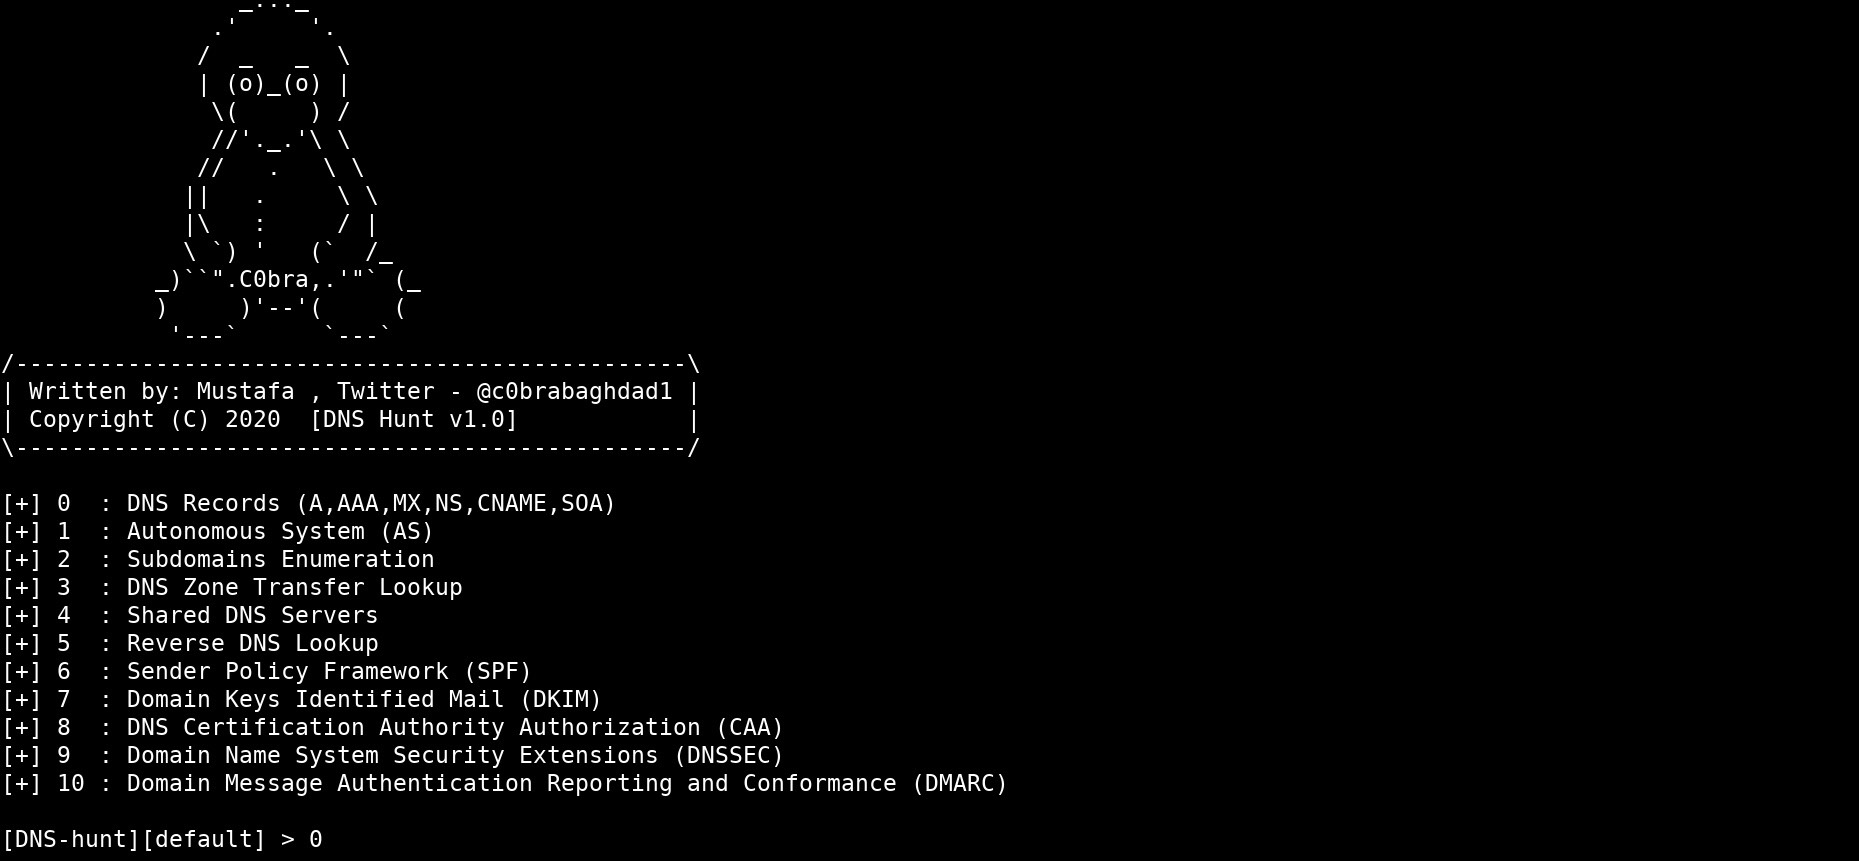 _..._
               .'     '.
              /  _   _  \
              | (o)_(o) |
               \(     ) /
               //'._.'\ \
              //   .   \ \
             ||   .     \ \
             |\   :     / |
             \ `) '   (`  /_
           _)``".C0bra,.'"` (_
           )     )'--'(     (
            '---`      `---`
/------------------------------------------------\
| Written by: Mustafa , Twitter - @c0brabaghdad1 |
| Copyright (C) 2020  [DNS Hunt v1.0]            |
\------------------------------------------------/
[+] 0  : DNS Records (A,AAA,MX,NS,CNAME,SOA)
[+] 1  : Autonomous System (AS)
[+] 2  : Subdomains Enumeration
[+] 3  : DNS Zone Transfer Lookup
[+] 4  : Shared DNS Servers
[+] 5  : Reverse DNS Lookup
[+] 6  : Sender Policy Framework (SPF)
[+] 7  : Domain Keys Identified Mail (DKIM)
[+] 8  : DNS Certification Authority Authorization (CAA)
[+] 9  : Domain Name System Security Extensions (DNSSEC)
[+] 10 : Domain Message Authentication Reporting and Conformance (DMARC)
[DNS-hunt][default] > 0